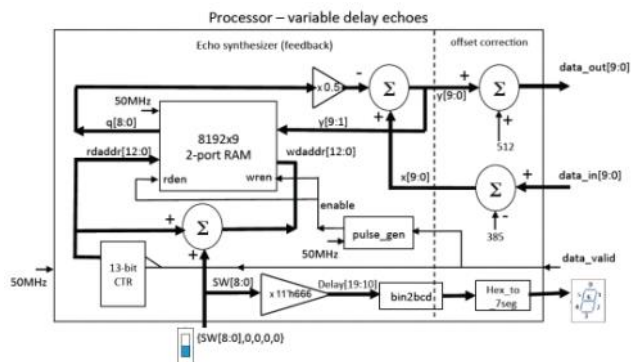 Processor – variable delay echoes
Echo synthesizer (feedback)
offset correction
x 0.5
-
Σ
+
+
Σ
+
data_out[9:0]
y[9:0]
512
50MHz
q[8:0]
8192x9
2-port RAM
y[9:1]
rdaddr[12:0]
wdaddr[12:0]
rden
wren
x[9:0]
Σ
+
-
data_in[9:0]
385
enable
+
Σ
+
pulse_gen
50MHz
data_valid
50MHz
13-bit
CTR
SW[8:0]
x 11'h666
Delay[19:10]
bin2bcd
Hex_to
_7seg
{SW[8:0],0,0,0,0}